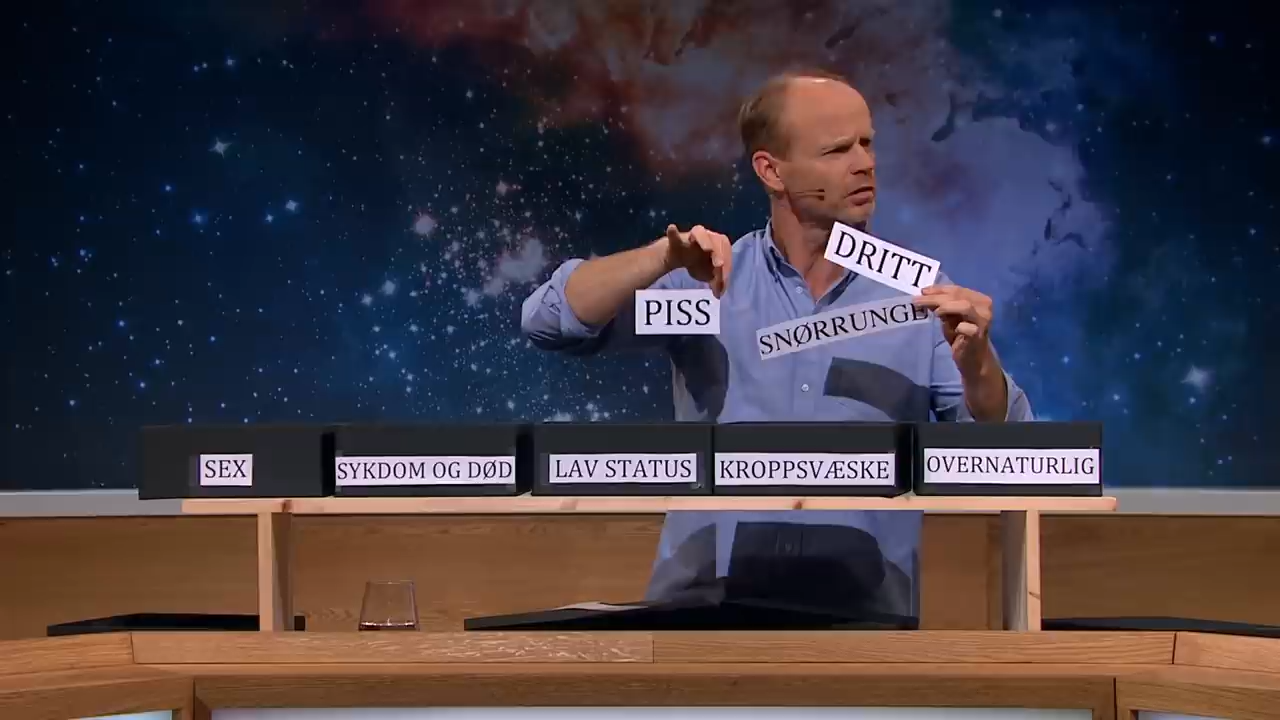 DRITT
PISS
SNØRRUNGE
SEX
SYKDOM OG DØD
LAV STATUS
KROPPSVÆSKE
OVERNATURLIG